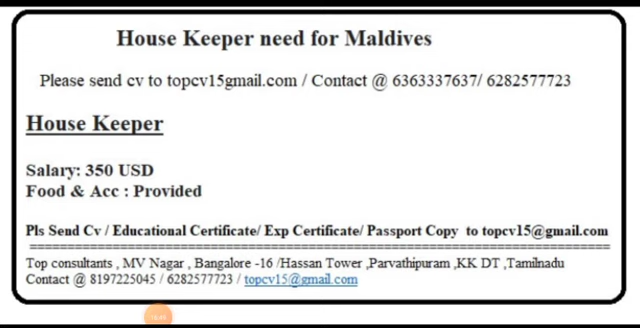 House Keeper need for Maldives
Please send cv to topcv15gmail.com / Contact @ 6363337637/ 6282577723
House Keeper
Salary: 350 USD
Food & Acc : Provided
Pls Send Cv / Educational Certificate/ Exp Certificate/ Passport Copy to topcv15@gmail.com
Top consultants , MV Nagar , Bangalore -16 /Hassan Tower ,Parvathipuram ,KK DT ,Tamilnadu
Contact @ 8197225045 / 6282577723 / topcv15@gmail.com